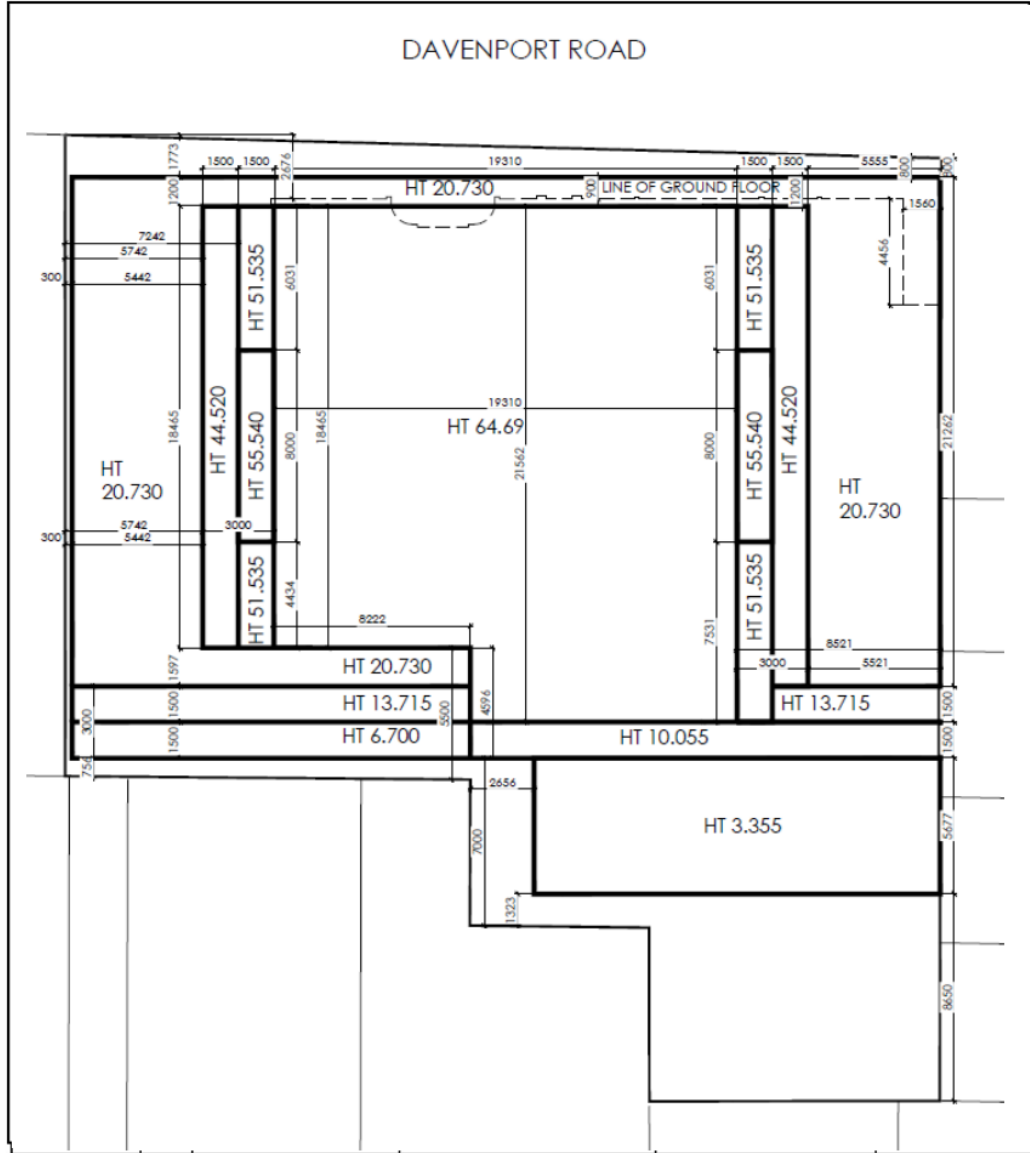 DAVENPORT ROAD
1773
1500
1500
2676
19310
1500
1500
5555
800
800
1200
HT 20.730
900
LINE OF GROUND FLOOR
1200
1560
7242
5742
300
5442
4456
HT 51.535
6031
6031
HT 51.535
18465
HT 44.520
HT 55.540
8000
18465
19310
HT 64.69
21562
8000
HT 55.540
HT 44.520
21262
HT
20.730
HT
20.730
5742
3000
300
5442
HT 51.535
4434
8222
7531
HT 51.535
8521
3000
5521
1597
HT 20.730
4596
3000
1500
HT 13.715
5500
HT 13.715
1500
1500
HT 6.700
HT 10.055
1500
756
2656
7000
HT 3.355
5677
1323
8650